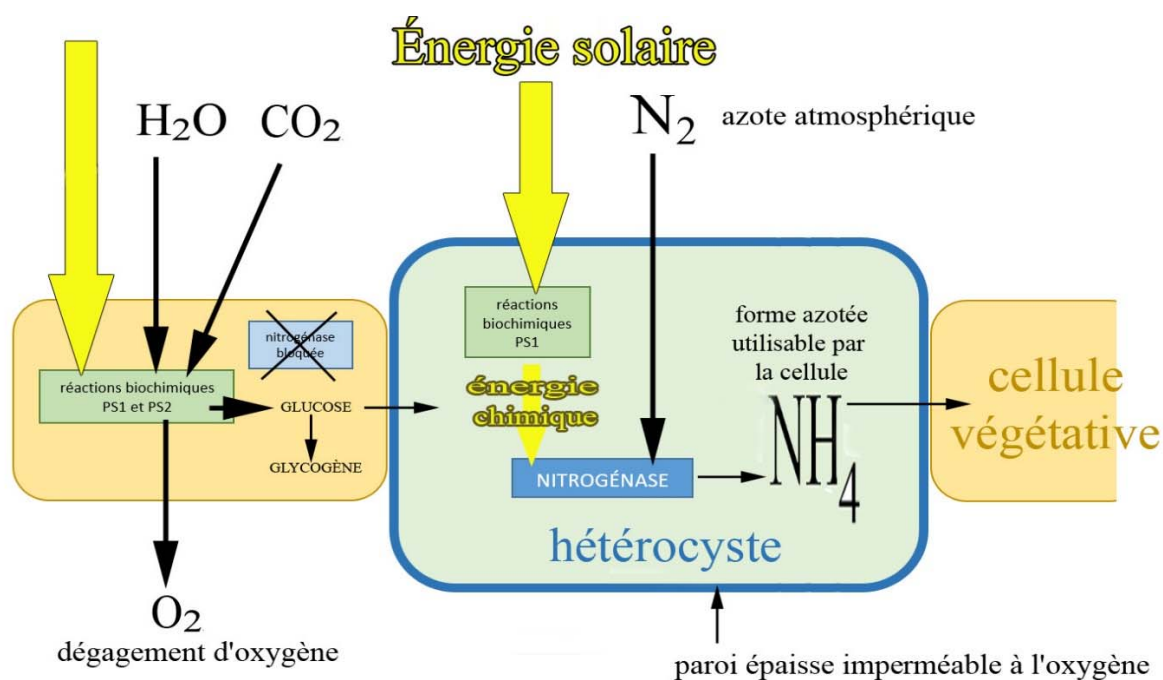 Énergie solaire
H₂O
CO₂
N₂
azote atmosphérique
réactions biochimiques
PS1 et PS2
nitrogénase
bloquée
GLUCOSE
GLYCOGÈNE
O₂
dégagement d'oxygène
réactions
biochimiques
PS1
énergie
chimique
NITROGÉNASE
forme azotée
utilisable par
la cellule
NH₄
hétérocyste
cellule
végétative
paroi épaisse imperméable à l'oxygène